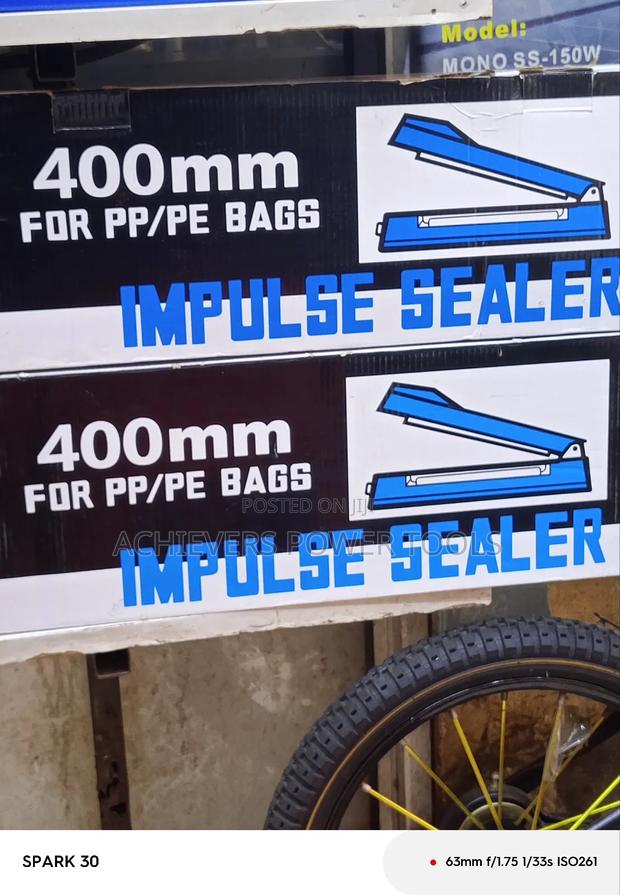 Model:
MONO SS-150W
400mm
FOR PP/PE BAGS
IMPULSE SEALER
400mm
FOR PP/PE BAGS
POSTED ON JIJI
ACHIEVERS POWER TOOLS
IMPULSE SEALER
SPARK 30
63mm f/1.75 1/33s ISO261